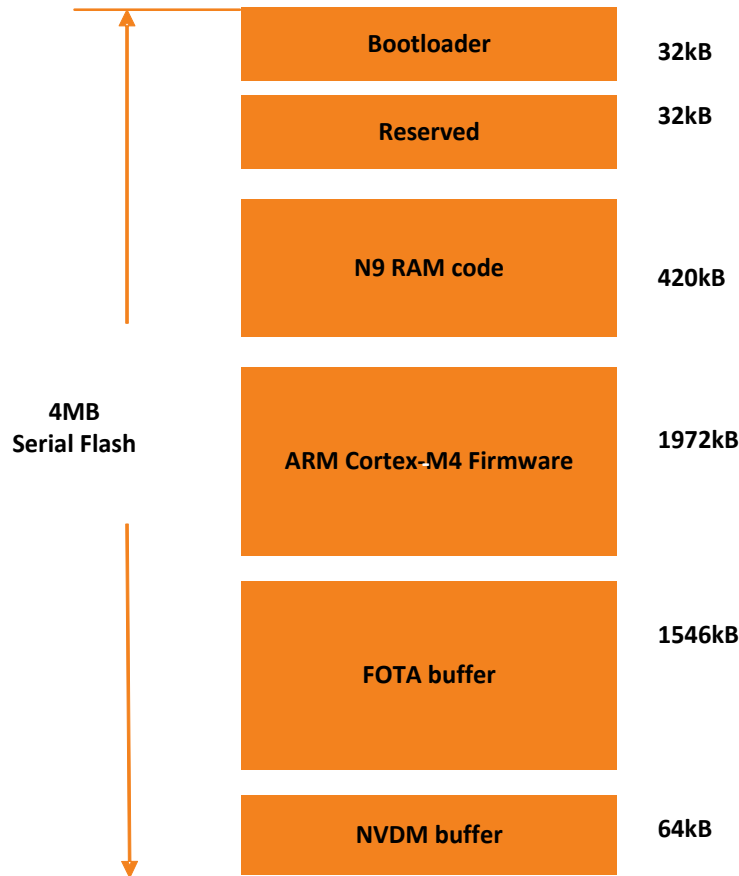 Bootloader
32kB
Reserved
32kB
N9 RAM code
420kB
4MB
Serial Flash
ARM Cortex-M4 Firmware
1972kB
FOTA buffer
1546kB
NVDM buffer
64kB